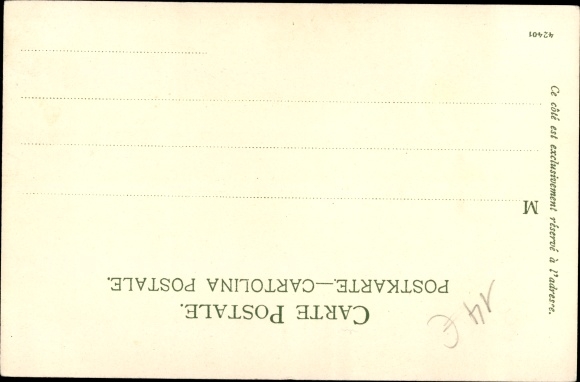 CARTE POSTALE.
POSTKARTE.—CARTOLINA POSTALE.
M
Ce côté est exclusivement réservé à l'adresse.
42401
14 €